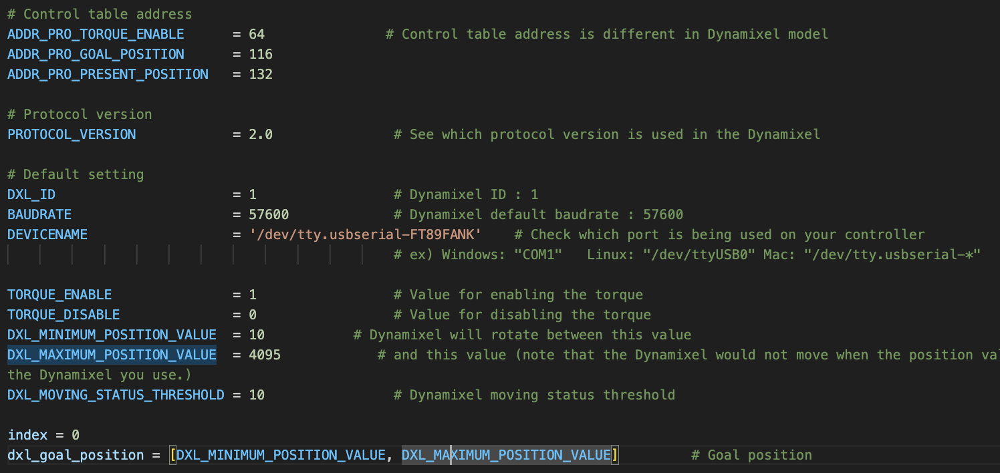 # Control table address
ADDR_PRO_TORQUE_ENABLE      = 64               # Control table address is different in Dynamixel model
ADDR_PRO_GOAL_POSITION      = 116
ADDR_PRO_PRESENT_POSITION   = 132
# Protocol version
PROTOCOL_VERSION            = 2.0               # See which protocol version is used in the Dynamixel
# Default setting
DXL_ID                      = 1                 # Dynamixel ID : 1
BAUDRATE                    = 57600             # Dynamixel default baudrate : 57600
DEVICENAME                  = '/dev/tty.usbserial-FT89FANK'    # Check which port is being used on your controller
                                                # ex) Windows: "COM1"   Linux: "/dev/ttyUSB0" Mac: "/dev/tty.usbserial-*"
TORQUE_ENABLE               = 1                 # Value for enabling the torque
TORQUE_DISABLE              = 0                 # Value for disabling the torque
DXL_MINIMUM_POSITION_VALUE  = 10           # Dynamixel will rotate between this value
DXL_MAXIMUM_POSITION_VALUE  = 4095            # and this value (note that the Dynamixel would not move when the position
the Dynamixel you use.)
DXL_MOVING_STATUS_THRESHOLD = 10                # Dynamixel moving status threshold
index = 0
dxl_goal_position = [DXL_MINIMUM_POSITION_VALUE, DXL_MAXIMUM_POSITION_VALUE]         # Goal position